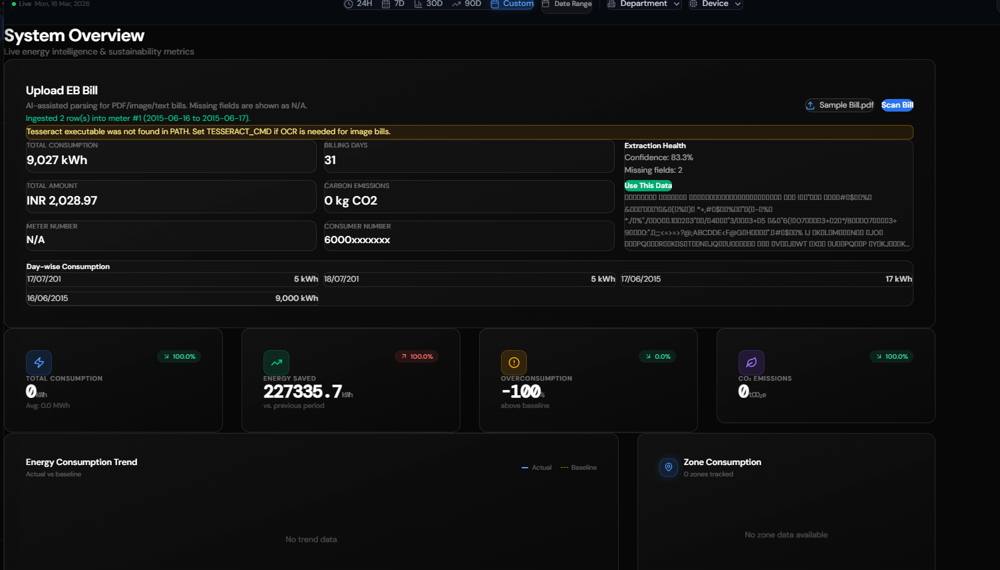 Live Mon, 16 Mar, 2026
24H 7D 30D 90D Custom Date Range Department Device
System Overview
Live energy intelligence & sustainability metrics
Upload EB Bill
AI-assisted parsing for PDF/image/text bills. Missing fields are shown as N/A.
Sample Bill.pdf Scan Bill
Ingested 2 row(s) into meter #1 (2015-06-16 to 2015-06-17).
Tesseract executable was not found in PATH. Set TESSERACT_CMD if OCR is needed for image bills.
TOTAL CONSUMPTION
9,027 kWh
BILLING DAYS
31
TOTAL AMOUNT
INR 2,028.97
CARBON EMISSIONS
0 kg CO2
METER NUMBER
N/A
CONSUMER NUMBER
6000xxxxxxx
Extraction Health
Confidence: 83.3%
Missing fields: 2
Use This Data
Day-wise Consumption
17/07/201 5 kWh 18/07/201 5 kWh 17/06/2015 17 kWh
16/06/2015 9,000 kWh
100.0%
TOTAL CONSUMPTION
0 kWh
Avg: 0.0 MWh
100.0%
ENERGY SAVED
227335.7 kWh
vs. previous period
0.0%
OVERCONSUMPTION
-100%
above baseline
100.0%
CO₂ EMISSIONS
0 tCO₂e
Energy Consumption Trend
Actual vs baseline
Actual Baseline
No trend data
Zone Consumption
0 zones tracked
No zone data available